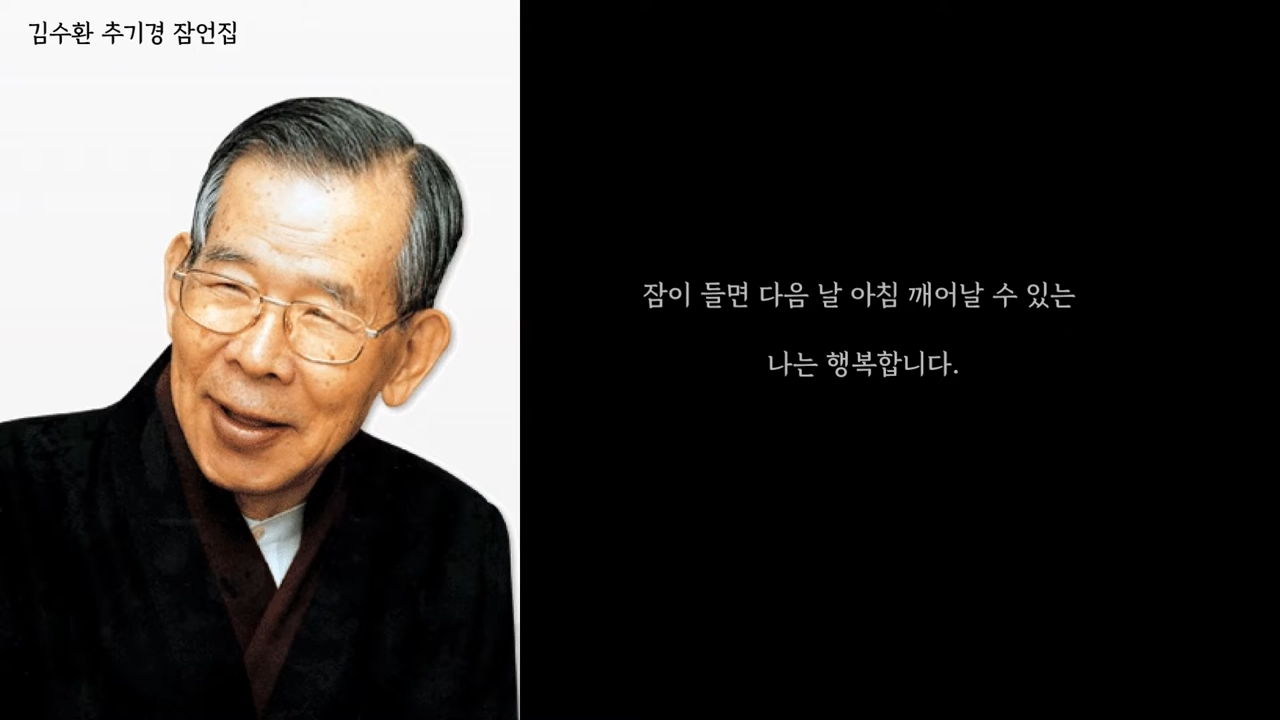 김수환 추기경 잠언집
잠이 들면 다음 날 아침 깨어날 수 있는
나는 행복합니다.